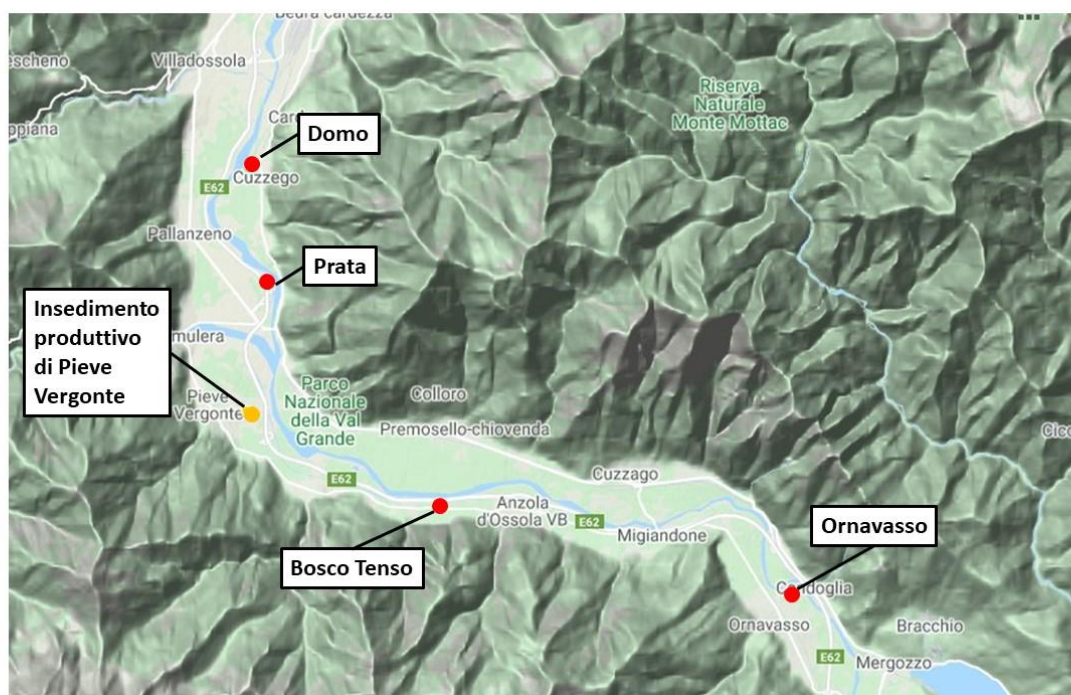 Villadossola
Domo
Cuzzego
E62
Riserva
Naturale
Monte Mottac
Pallanzeno
Prata
Insedimento
produttivo
di Pieve
Vergonte
Pieve
Vergonte
Parco
Nazionale
della Val
Grande
Colloro
Premosello-chiovenda
Cuzzago
E62
Anzola
d'Ossola VB
E62
Migiandone
Bosco Tenso
Ornavasso
Ornavasso
Bracchio
E62
Mergozzo